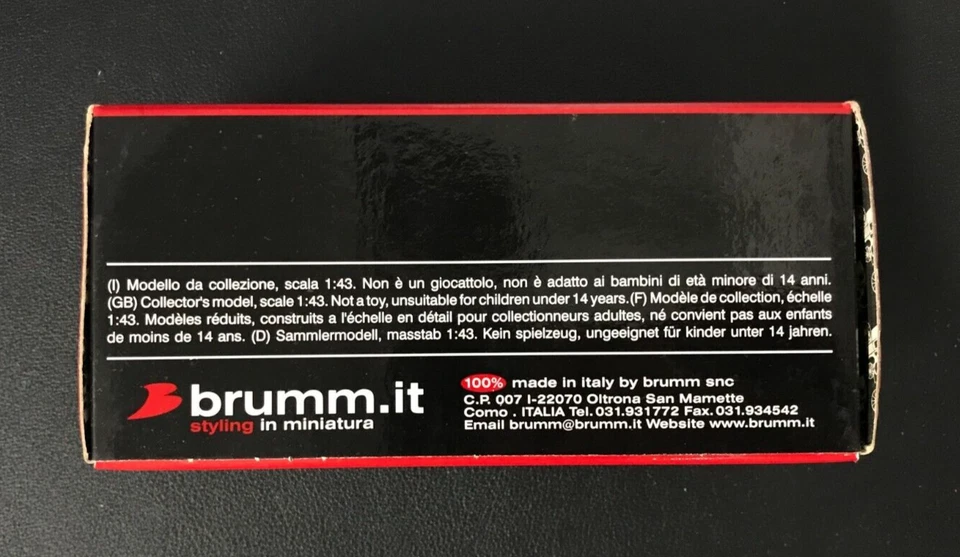 (I) Modello da collezione, scala 1:43. Non è un giocattolo, non è adatto ai bambini di età minore di 14 anni.
(GB) Collector's model, scale 1:43. Not a toy, unsuitable for children under 14 years. (F) Modèle de collection, échelle
1:43. Modèles réduits, construits a l'échelle en détail pour collectionneurs adultes, né convient pas aux enfants
de moins de 14 ans. (D) Sammlermodell, masstab 1:43. Kein spielzeug, ungeeignet für kinder unter 14 jahren.
brumm.it
styling in miniatura
100% made in italy by brumm snc
C.P. 007 I-22070 Oltrona San Mamette
Como . ITALIA Tel. 031.931772 Fax. 031.934542
Email brumm@brumm.it Website www.brumm.it